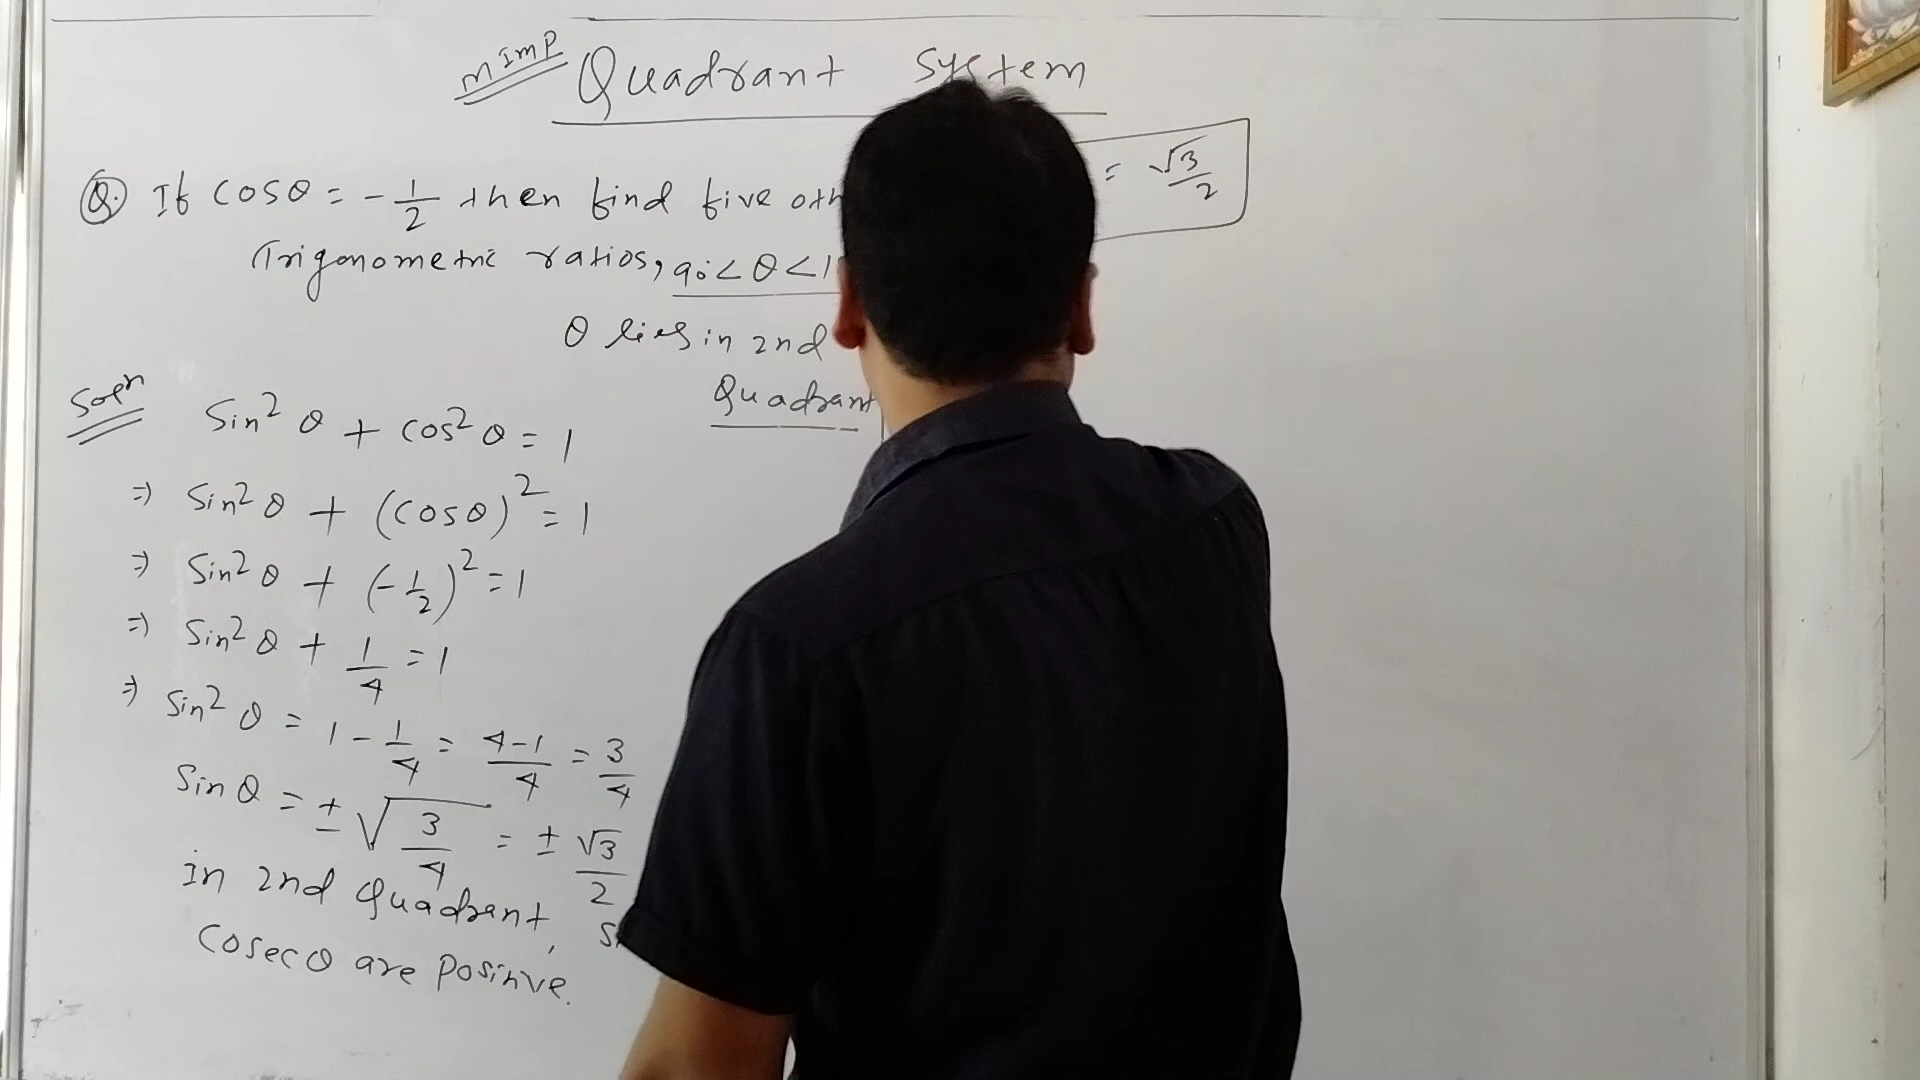 M Imp Quadrant System
Q. If cosθ = -1/2 then find five oth
Trigonometric ratios, 90°<θ<1
θ lies in 2nd
Quadrant
= √3/2
Soln
Sin²θ + cos²θ = 1
⇒ Sin²θ + (cosθ)² = 1
⇒ Sin²θ + (-1/2)² = 1
⇒ Sin²θ + 1/4 = 1
⇒ Sin²θ = 1 - 1/4 = 4-1/4 = 3/4
Sinθ = ± √3/4 = ± √3/2
in 2nd Quadrant, S
Cosecθ are Positive.